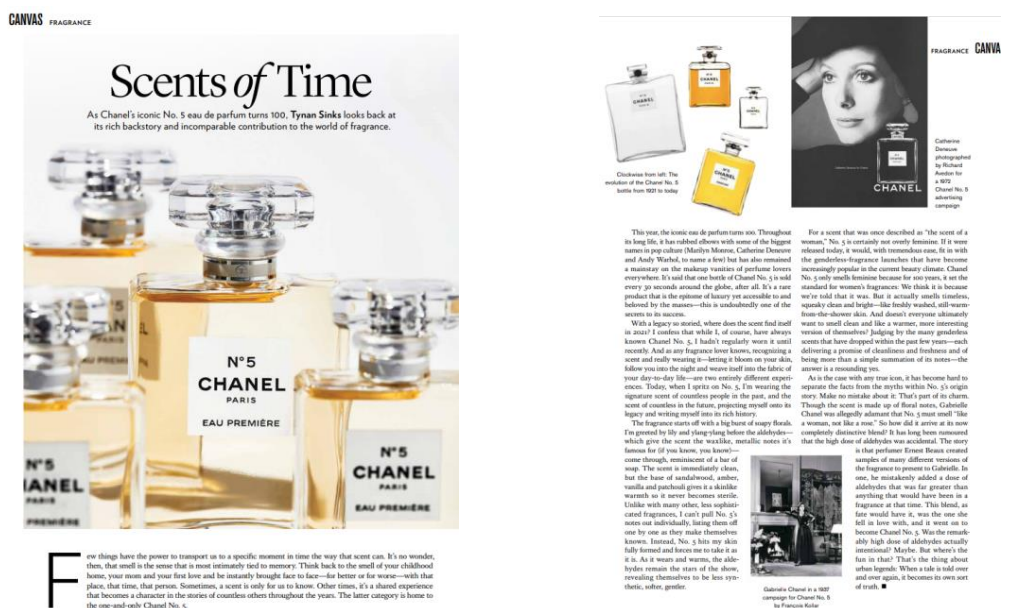 CANVAS FRAGRANCE
Scents of Time
As Chanel's iconic No. 5 eau de parfum turns 100, Tynan Sinks looks back at
its rich backstory and incomparable contribution to the world of fragrance.
N°5
CHANEL
PARIS
EAU PREMIÈRE
N°5
CHANEL
PARIS
EAU PREMIÈRE
N°5
ANEL
PARIS
PREMIÈRE
Few things have the power to transport us to a specific moment in time the way that scent can. It's no wonder,
then, that smell is the sense that is most intimately tied to memory. Think back to the smell of your childhood
home, your mom and your first love and be instantly brought face to face—for better or for worse—with that
place, that time, that person. Sometimes, a scent is only for us to know. Other times, it's a shared experience
that becomes a character in the stories of countless others throughout the years. The latter category is home to
the one-and-only Chanel No. 5.
FRAGRANCE CANVA
CHANEL
CHANEL
CHANEL
CHANEL
Clockwise from left: The
evolution of the Chanel No. 5
bottle from 1921 to today
CHANEL
Catherine
Deneuve
photographed
by Richard
Avedon for
a 1972
Chanel No. 5
advertising
campaign
This year, the iconic eau de parfum turns 100. Throughout
its long life, it has rubbed elbows with some of the biggest
names in pop culture (Marilyn Monroe, Catherine Deneuve
and Andy Warhol, to name a few) but has also remained
a mainstay on the makeup vanities of perfume lovers
everywhere. It's said that one bottle of Chanel No. 5 is sold
every 30 seconds around the globe, after all. It's a rare
product that is the epitome of luxury yet accessible to and
beloved by the masses—this is undoubtedly one of the
secrets to its success.
With a legacy so storied, where does the scent find itself
in 2021? I confess that while I, of course, have always
known Chanel No. 5, I hadn't regularly worn it until
recently. And as any fragrance lover knows, recognizing a
scent and really wearing it—letting it bloom on your skin,
follow you into the night and weave itself into the fabric of
your day-to-day life—are two entirely different experi-
ences. Today, when I spritz on No. 5, I'm wearing the
signature scent of countless people in the past, and the
scent of countless in the future, projecting myself onto its
legacy and writing myself into its rich history.
The fragrance starts off with a big burst of soapy florals.
I'm greeted by lily and ylang-ylang before the aldehydes—
which give the scent the waxlike, metallic notes it's
famous for (if you know, you know)—
come through, reminiscent of a bar of
soap. The scent is immediately clean,
but the base of sandalwood, amber,
vanilla and patchouli gives it a skinlike
warmth so it never becomes sterile.
Unlike with many other, less sophisti-
cated fragrances, I can't pull No. 5's
notes out individually, listing them off
one by one as they make themselves
known. Instead, No. 5 hits my skin
fully formed and forces me to take it as
it is. As it wears and warms, the alde-
hydes remain the stars of the show,
revealing themselves to be less syn-
thetic, softer, gentler.
For a scent that was once described as "the scent of a
woman," No. 5 is certainly not overly feminine. If it were
released today, it would, with tremendous ease, fit in with
the genderless-fragrance launches that have become
increasingly popular in the current beauty climate. Chanel
No. 5 only smells feminine because for 100 years, it set the
standard for women's fragrances: We think it is because
we're told that it was. But it actually smells timeless,
squeaky clean and bright—like freshly washed, still-warm-
from-the-shower skin. And doesn't everyone ultimately
want to smell clean and like a warmer, more interesting
version of themselves? Judging by the many genderless
scents that have dropped within the past few years—each
delivering a promise of cleanliness and freshness and of
being more than a simple summation of its notes—the
answer is a resounding yes.
As is the case with any true icon, it has become hard to
separate the facts from the myths within No. 5's origin
story. Make no mistake about it: That's part of its charm.
Though the scent is made up of floral notes, Gabrielle
Chanel was allegedly adamant that No. 5 must smell "like
a woman, not like a rose." So how did it arrive at its now
completely distinctive blend? It has long been rumoured
that the high dose of aldehydes was accidental. The story
is that perfumer Ernest Beaux created
samples of many different versions of
the fragrance to present to Gabrielle. In
one, he mistakenly added a dose of
aldehydes that was far greater than
anything that would have been in a
fragrance at that time. This blend, as
fate would have it, was the one she
fell in love with, and it went on to
become Chanel No. 5. Was the remark-
ably high dose of aldehydes actually
intentional? Maybe. But where's the
fun in that? That's the thing about
urban legends: When a tale is told over
and over again, it becomes its own sort
of truth. ■
Gabrielle Chanel in a 1937
campaign for Chanel No. 5
by François Kollar